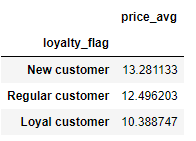 price_avg
loyalty_flag
New customer 13.281133
Regular customer 12.496203
Loyal customer 10.388747